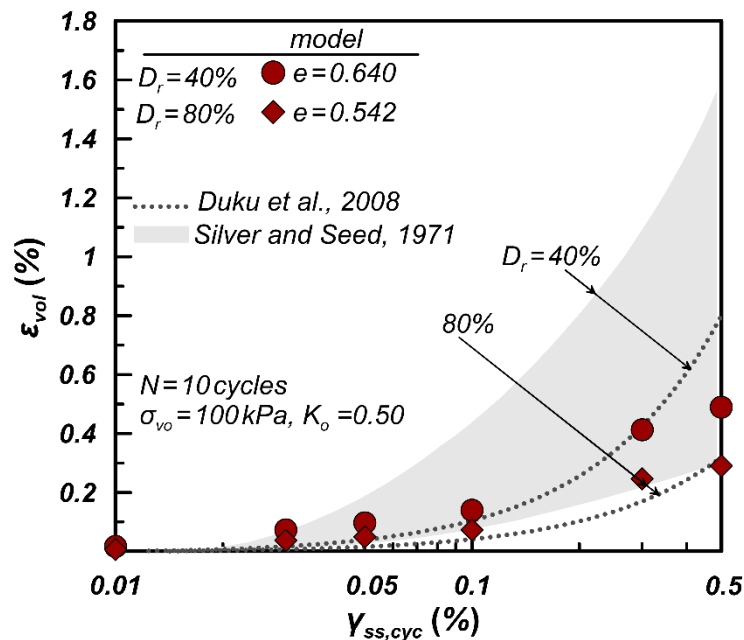 model
Dr=40% e=0.640
Dr=80% e=0.542
Duku et al., 2008
Silver and Seed, 1971
Dr=40%
80%
N=10 cycles
σvo=100 kPa, Ko=0.50
εvol (%)
1.8
1.6
1.4
1.2
1
0.8
0.6
0.4
0.2
0.01 0.05 0.1 0.5
γss,cyc (%)